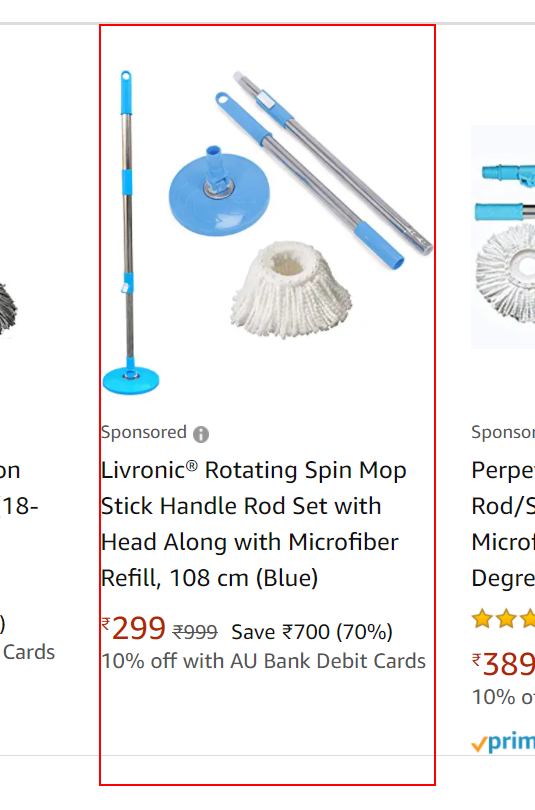 on
(18-
)
Cards
Sponsored
Livronic® Rotating Spin Mop
Stick Handle Rod Set with
Head Along with Microfiber
Refill, 108 cm (Blue)
₹299 ₹999 Save ₹700 (70%)
10% off with AU Bank Debit Cards
Sponsor
Perpe
Rod/S
Microf
Degre
₹389
10% o
prim